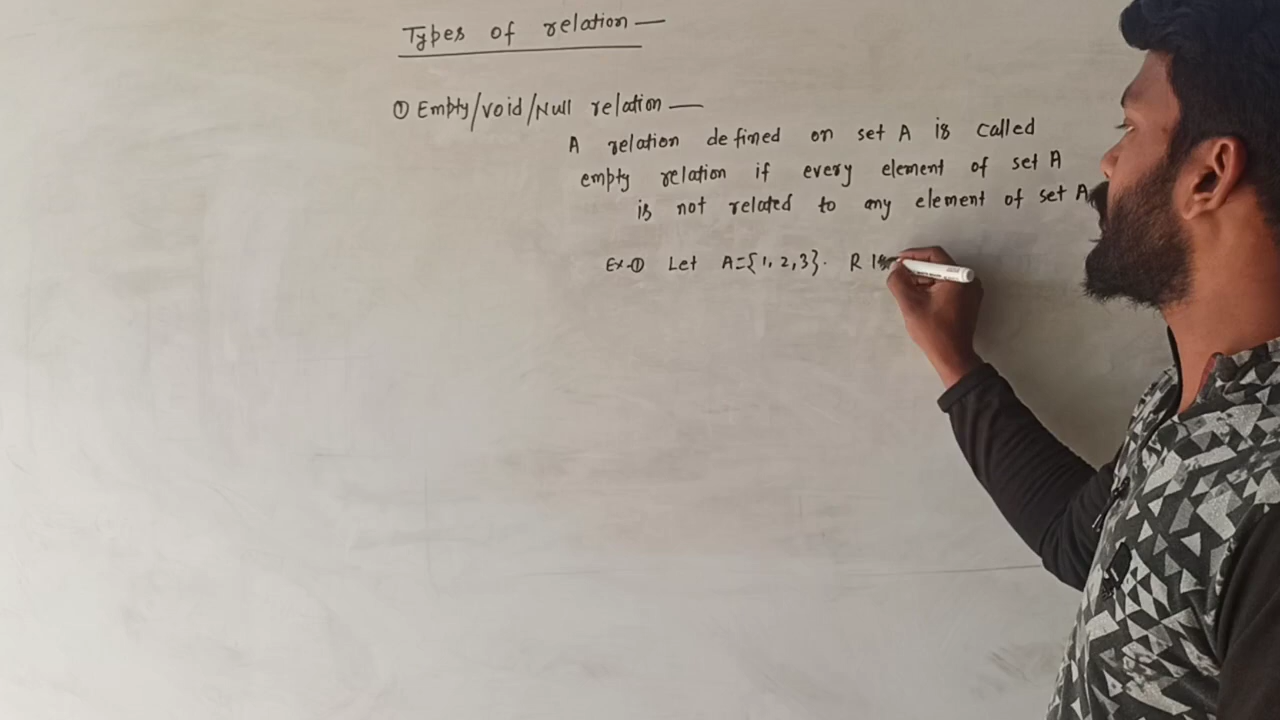 Types of relation —
① Empty/void/Null relation —
A relation defined on set A is called
empty relation if every element of set A
is not related to any element of set A
Ex-① Let A={1, 2, 3}. R is